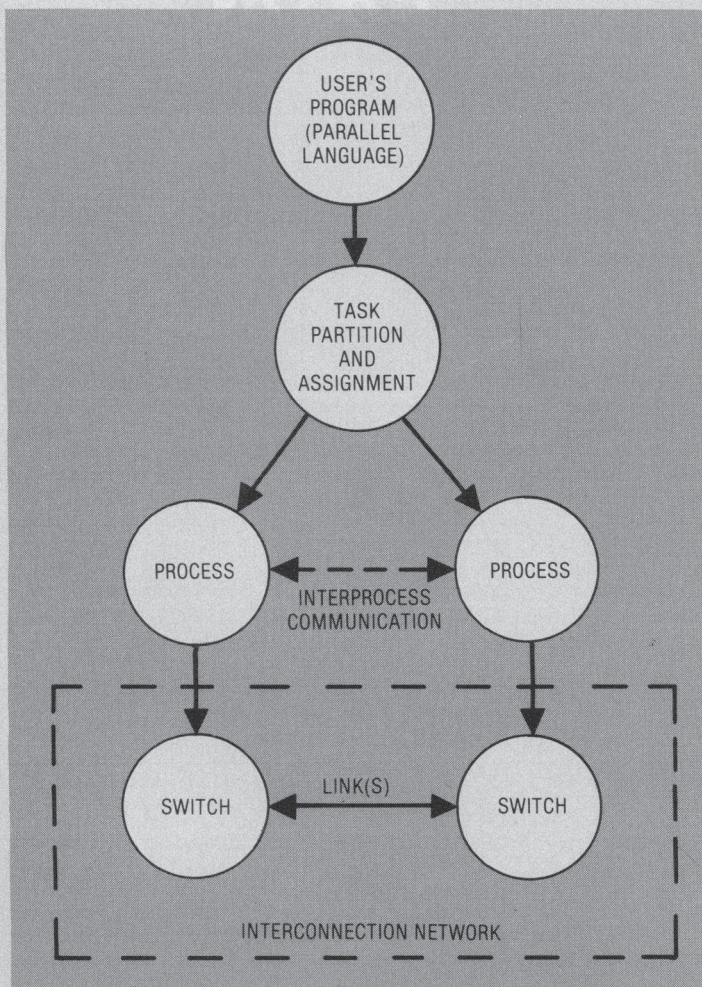 USER'S
PROGRAM
(PARALLEL
LANGUAGE)
TASK
PARTITION
AND
ASSIGNMENT
PROCESS
PROCESS
INTERPROCESS
COMMUNICATION
SWITCH
LINK(S)
SWITCH
INTERCONNECTION NETWORK